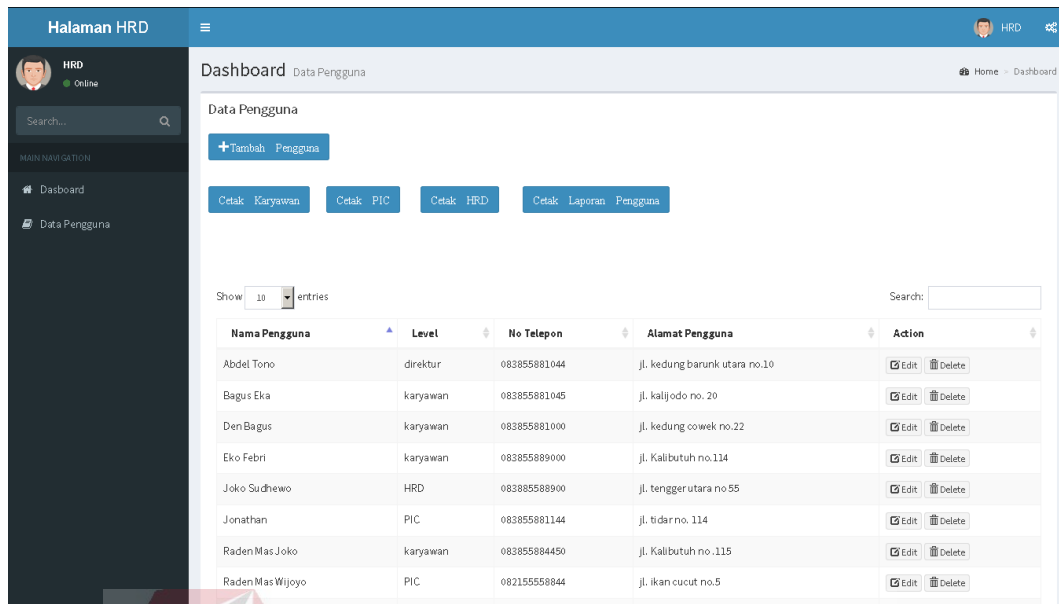 Halaman HRD
HRD
HRD
Online
Search...
MAIN NAVIGATION
Dasboard
Data Pengguna
Dashboard Data Pengguna
Home > Dashboard
Data Pengguna
+Tambah Pengguna
Cetak Karyawan Cetak PIC Cetak HRD Cetak Laporan Pengguna
Show 10 entries Search:
Nama Pengguna Level No Telepon Alamat Pengguna Action
Abdel Tono direktur 083855881044 jl. kedung barunk utara no.10 Edit Delete
Bagus Eka karyawan 083855881045 jl. kalijodo no. 20 Edit Delete
Den Bagus karyawan 083855881000 jl. kedung cowek no.22 Edit Delete
Eko Febri karyawan 083855889000 jl. Kalibutuh no.114 Edit Delete
Joko Sudhewo HRD 083885588900 jl. tengger utara no 55 Edit Delete
Jonathan PIC 083855881144 jl. tidar no. 114 Edit Delete
Raden Mas Joko karyawan 083855884450 jl. Kalibutuh no .115 Edit Delete
Raden Mas Wijoyo PIC 082155558844 jl. ikan cucut no.5 Edit Delete